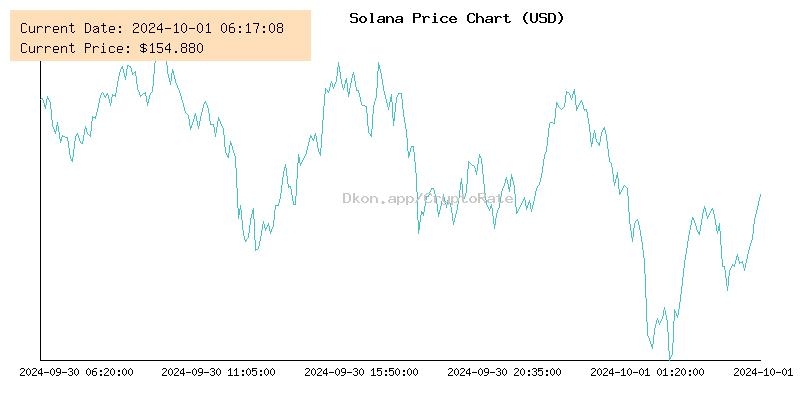 Solana Price Chart (USD)
Current Date: 2024-10-01 06:17:08
Current Price: $154.880
Dkon.app/CryptoRate
2024-09-30 06:20:00 2024-09-30 11:05:00 2024-09-30 15:50:00 2024-09-30 20:35:00 2024-10-01 01:20:00 2024-10-01